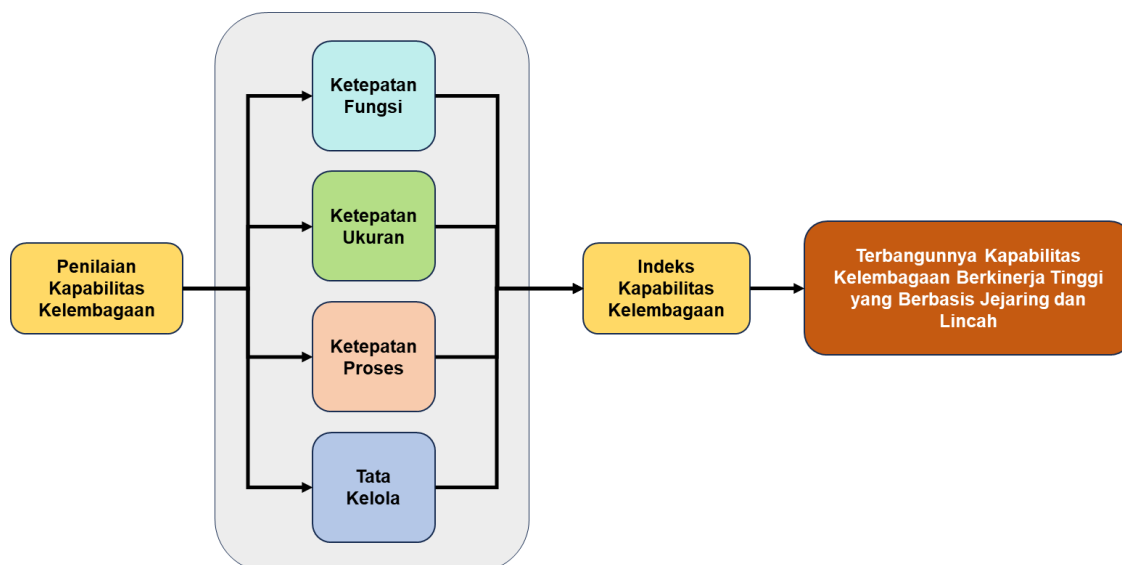 Penilaian
Kapabilitas
Kelembagaan
Ketepatan
Fungsi
Ketepatan
Ukuran
Ketepatan
Proses
Tata
Kelola
Indeks
Kapabilitas
Kelembagaan
Terbangunnya Kapabilitas
Kelembagaan Berkinerja Tinggi
yang Berbasis Jejaring dan
Lincah